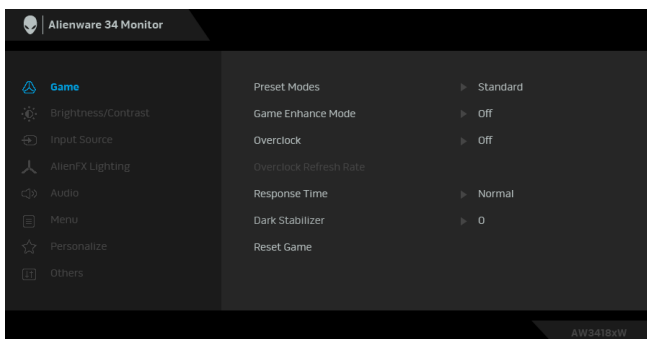 Alienware 34 Monitor
Game
Preset Modes
Standard
Brightness/Contrast
Game Enhance Mode
Off
Input Source
Overclock
Off
AlienFX Lighting
Overclock Refresh Rate
Audio
Response Time
Normal
Menu
Dark Stabilizer
0
Personalize
Reset Game
Others
AW3418xW